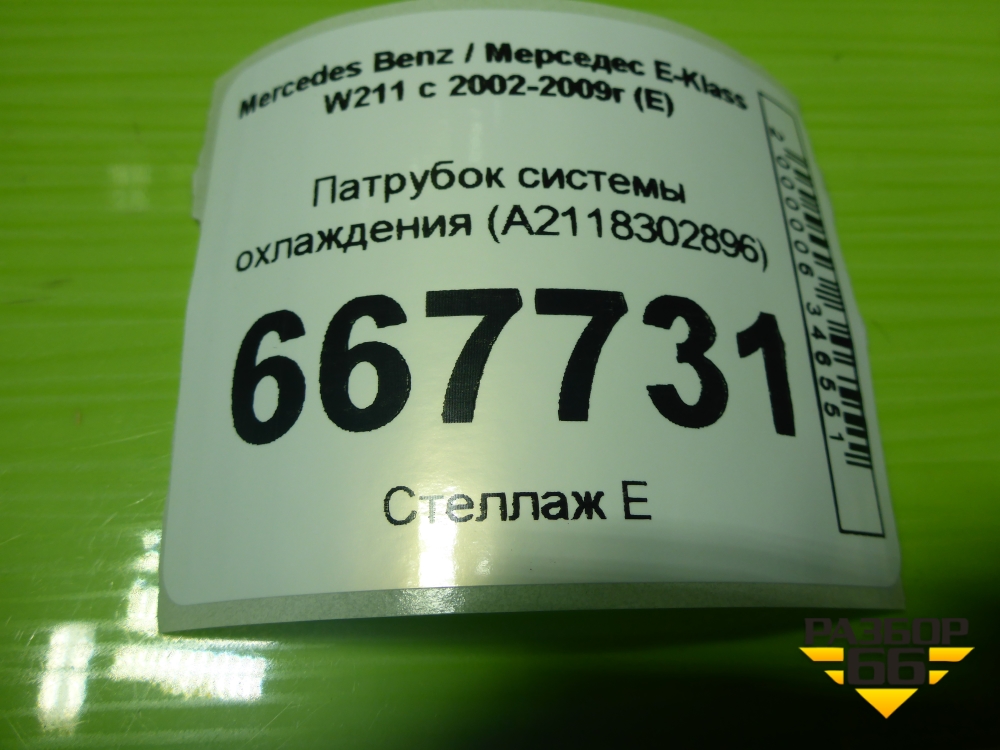 Mercedes Benz / Мерседес E-Klass
W211 с 2002-2009г (E)
Патрубок системы
охлаждения (A2118302896)
667731
Стеллаж Е
2000006346551
РАЗБОР
66